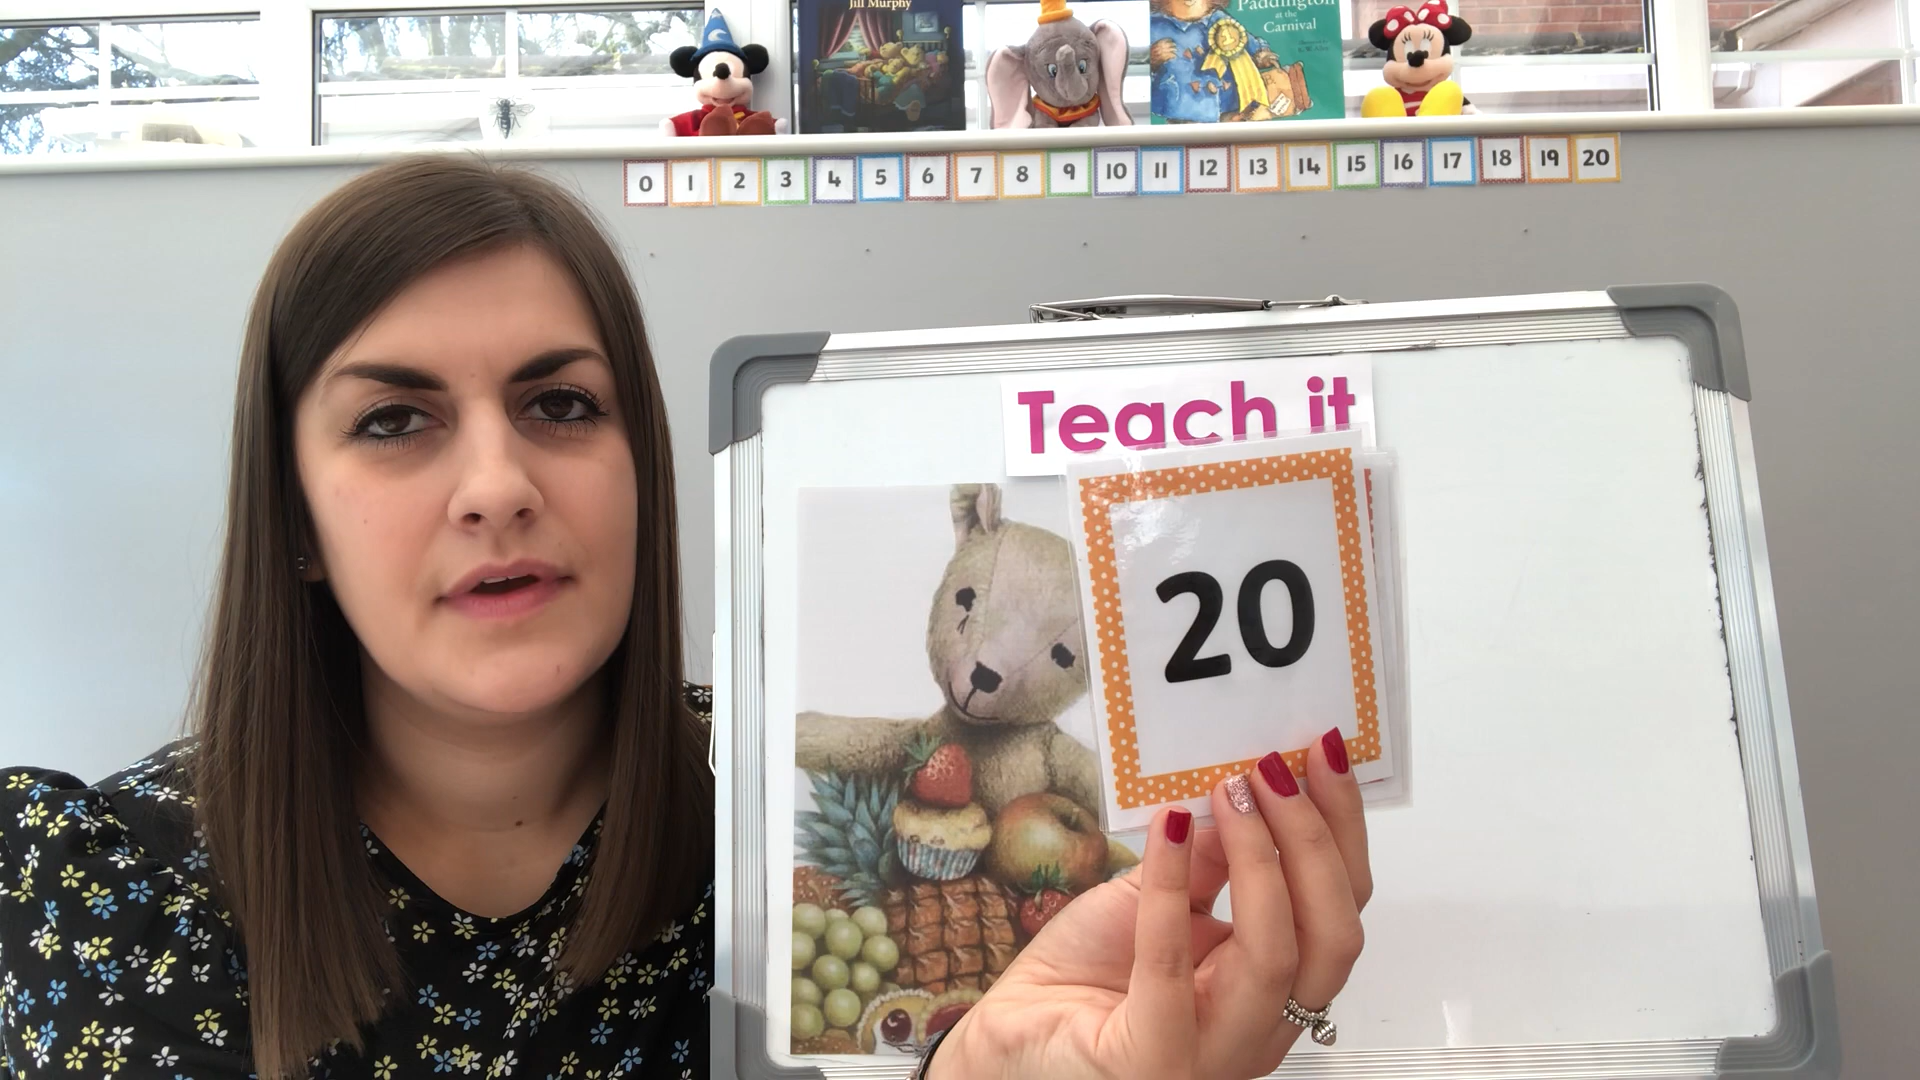 Jill Murphy
Paddington
at the
Carnival
0 1 2 3 4 5 6 7 8 9 10 11 12 13 14 15 16 17 18 19 20
Teach it
20